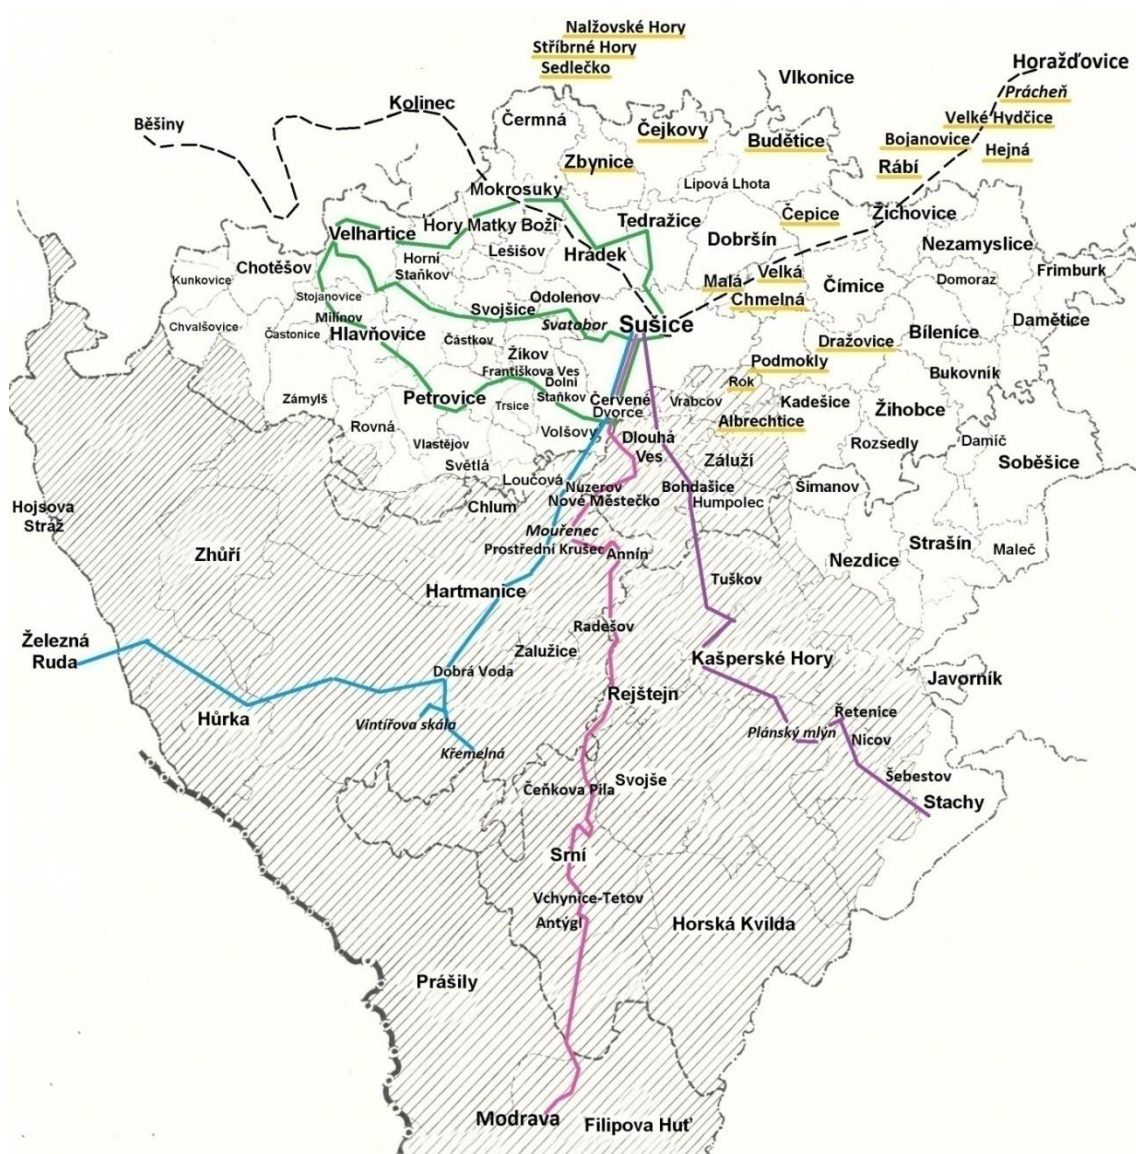 Nalžovské Hory
Stříbrné Hory
Sedlečko
Vlkonice
Horažďovice
Prácheň
Kolinec
Běšiny
Čermná
Čejkovy
Budětice
Velké Hydčice
Bojanovice
Hejná
Rábí
Zbynice
Mokrosuky
Lipová Lhota
Hory Matky Boží
Tedražice
Čepice
Žichovice
Velhartice
Lešišov
Hrádek
Dobršín
Nezamyslice
Chotěšov
Horní
Staňkov
Kunkovice
Malá
Velká
Chmelná
Čímice
Domoraz
Frimburk
Stojanovice
Milínov
Odolenov
Svojšice
Svatobor
Sušice
Chvalšovice
Častonice
Hlavňovice
Částkov
Bíleníce
Damětice
Dražovice
Žikov
Františkova Ves
Podmokly
Bukovník
Dolní
Staňkov
Rok
Zámylš
Petrovice
Trsice
Červené
Dvorce
Vrabcov
Kadešice
Žihobce
Albrechtice
Rovná
Vlastějov
Volšovy
Dlouhá
Ves
Rozsedly
Damíč
Světlá
Záluží
Soběšice
Loučová
Nuzerov
Bohdašice
Šimanov
Hojsova
Stráž
Chlum
Nové Městečko
Humpolec
Mouřenec
Prostřední Krušec
Annín
Zhůří
Nezdice
Strašín
Maleč
Hartmanice
Tuškov
Radešov
Železná
Ruda
Zalužice
Kašperské Hory
Dobrá Voda
Javorník
Rejštejn
Hůrka
Vintířova skála
Řetenice
Plánský mlýn
Nicov
Křemelná
Šebestov
Čeňkova Pila
Svojše
Stachy
Srní
Vchynice-Tetov
Antýgl
Horská Kvilda
Prášily
Modrava
Filipova Huť